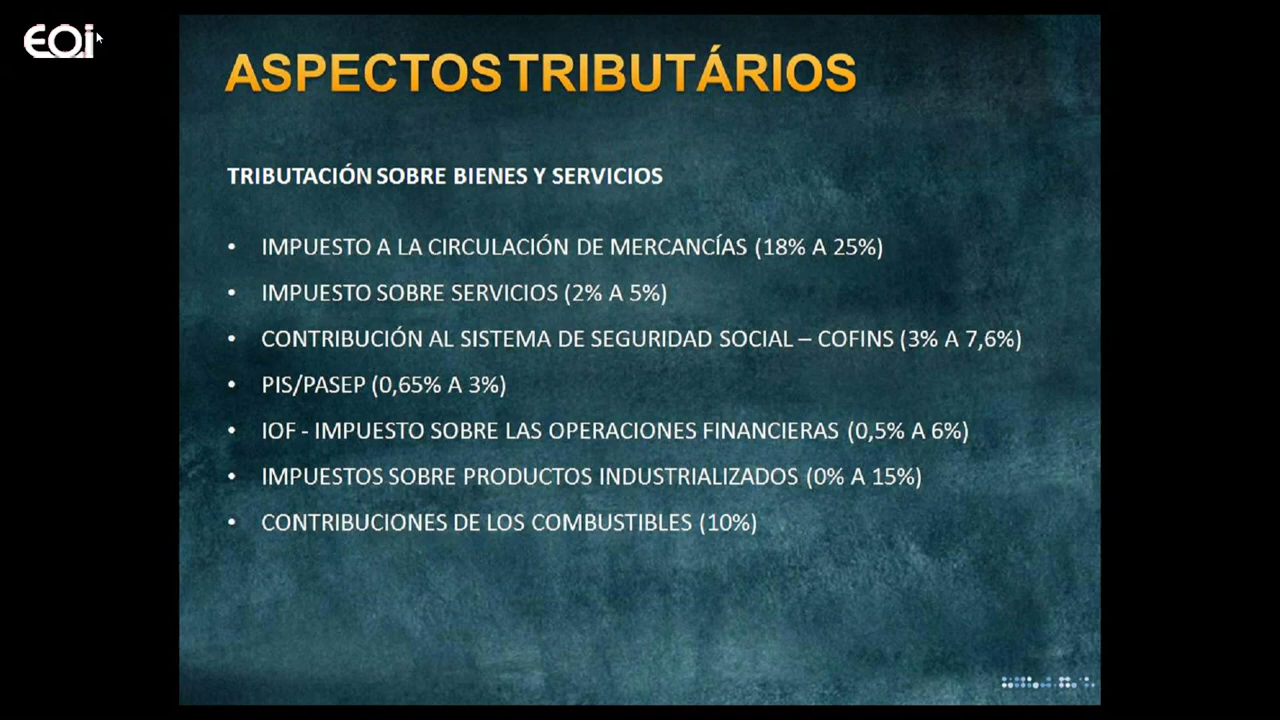 EOi
ASPECTOS TRIBUTÁRIOS
TRIBUTACIÓN SOBRE BIENES Y SERVICIOS
• IMPUESTO A LA CIRCULACIÓN DE MERCANCÍAS (18% A 25%)
• IMPUESTO SOBRE SERVICIOS (2% A 5%)
• CONTRIBUCIÓN AL SISTEMA DE SEGURIDAD SOCIAL – COFINS (3% A 7,6%)
• PIS/PASEP (0,65% A 3%)
• IOF - IMPUESTO SOBRE LAS OPERACIONES FINANCIERAS (0,5% A 6%)
• IMPUESTOS SOBRE PRODUCTOS INDUSTRIALIZADOS (0% A 15%)
• CONTRIBUCIONES DE LOS COMBUSTIBLES (10%)